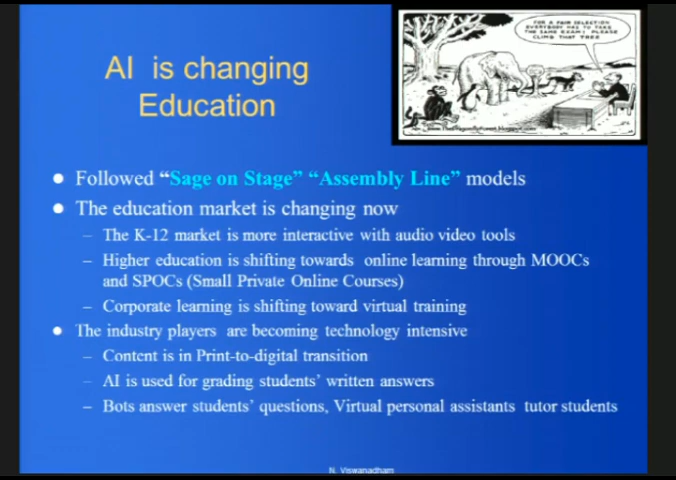 AI is changing
Education
FOR A FAIR SELECTION
EVERYBODY HAS TO TAKE
THE SAME EXAM: PLEASE
CLIMB THAT TREE
• Followed “Sage on Stage” “Assembly Line” models
• The education market is changing now
– The K-12 market is more interactive with audio video tools
– Higher education is shifting towards online learning through MOOCs
and SPOCs (Small Private Online Courses)
– Corporate learning is shifting toward virtual training
• The industry players are becoming technology intensive
– Content is in Print-to-digital transition
– AI is used for grading students’ written answers
– Bots answer students’ questions, Virtual personal assistants tutor students
N. Viswanadham